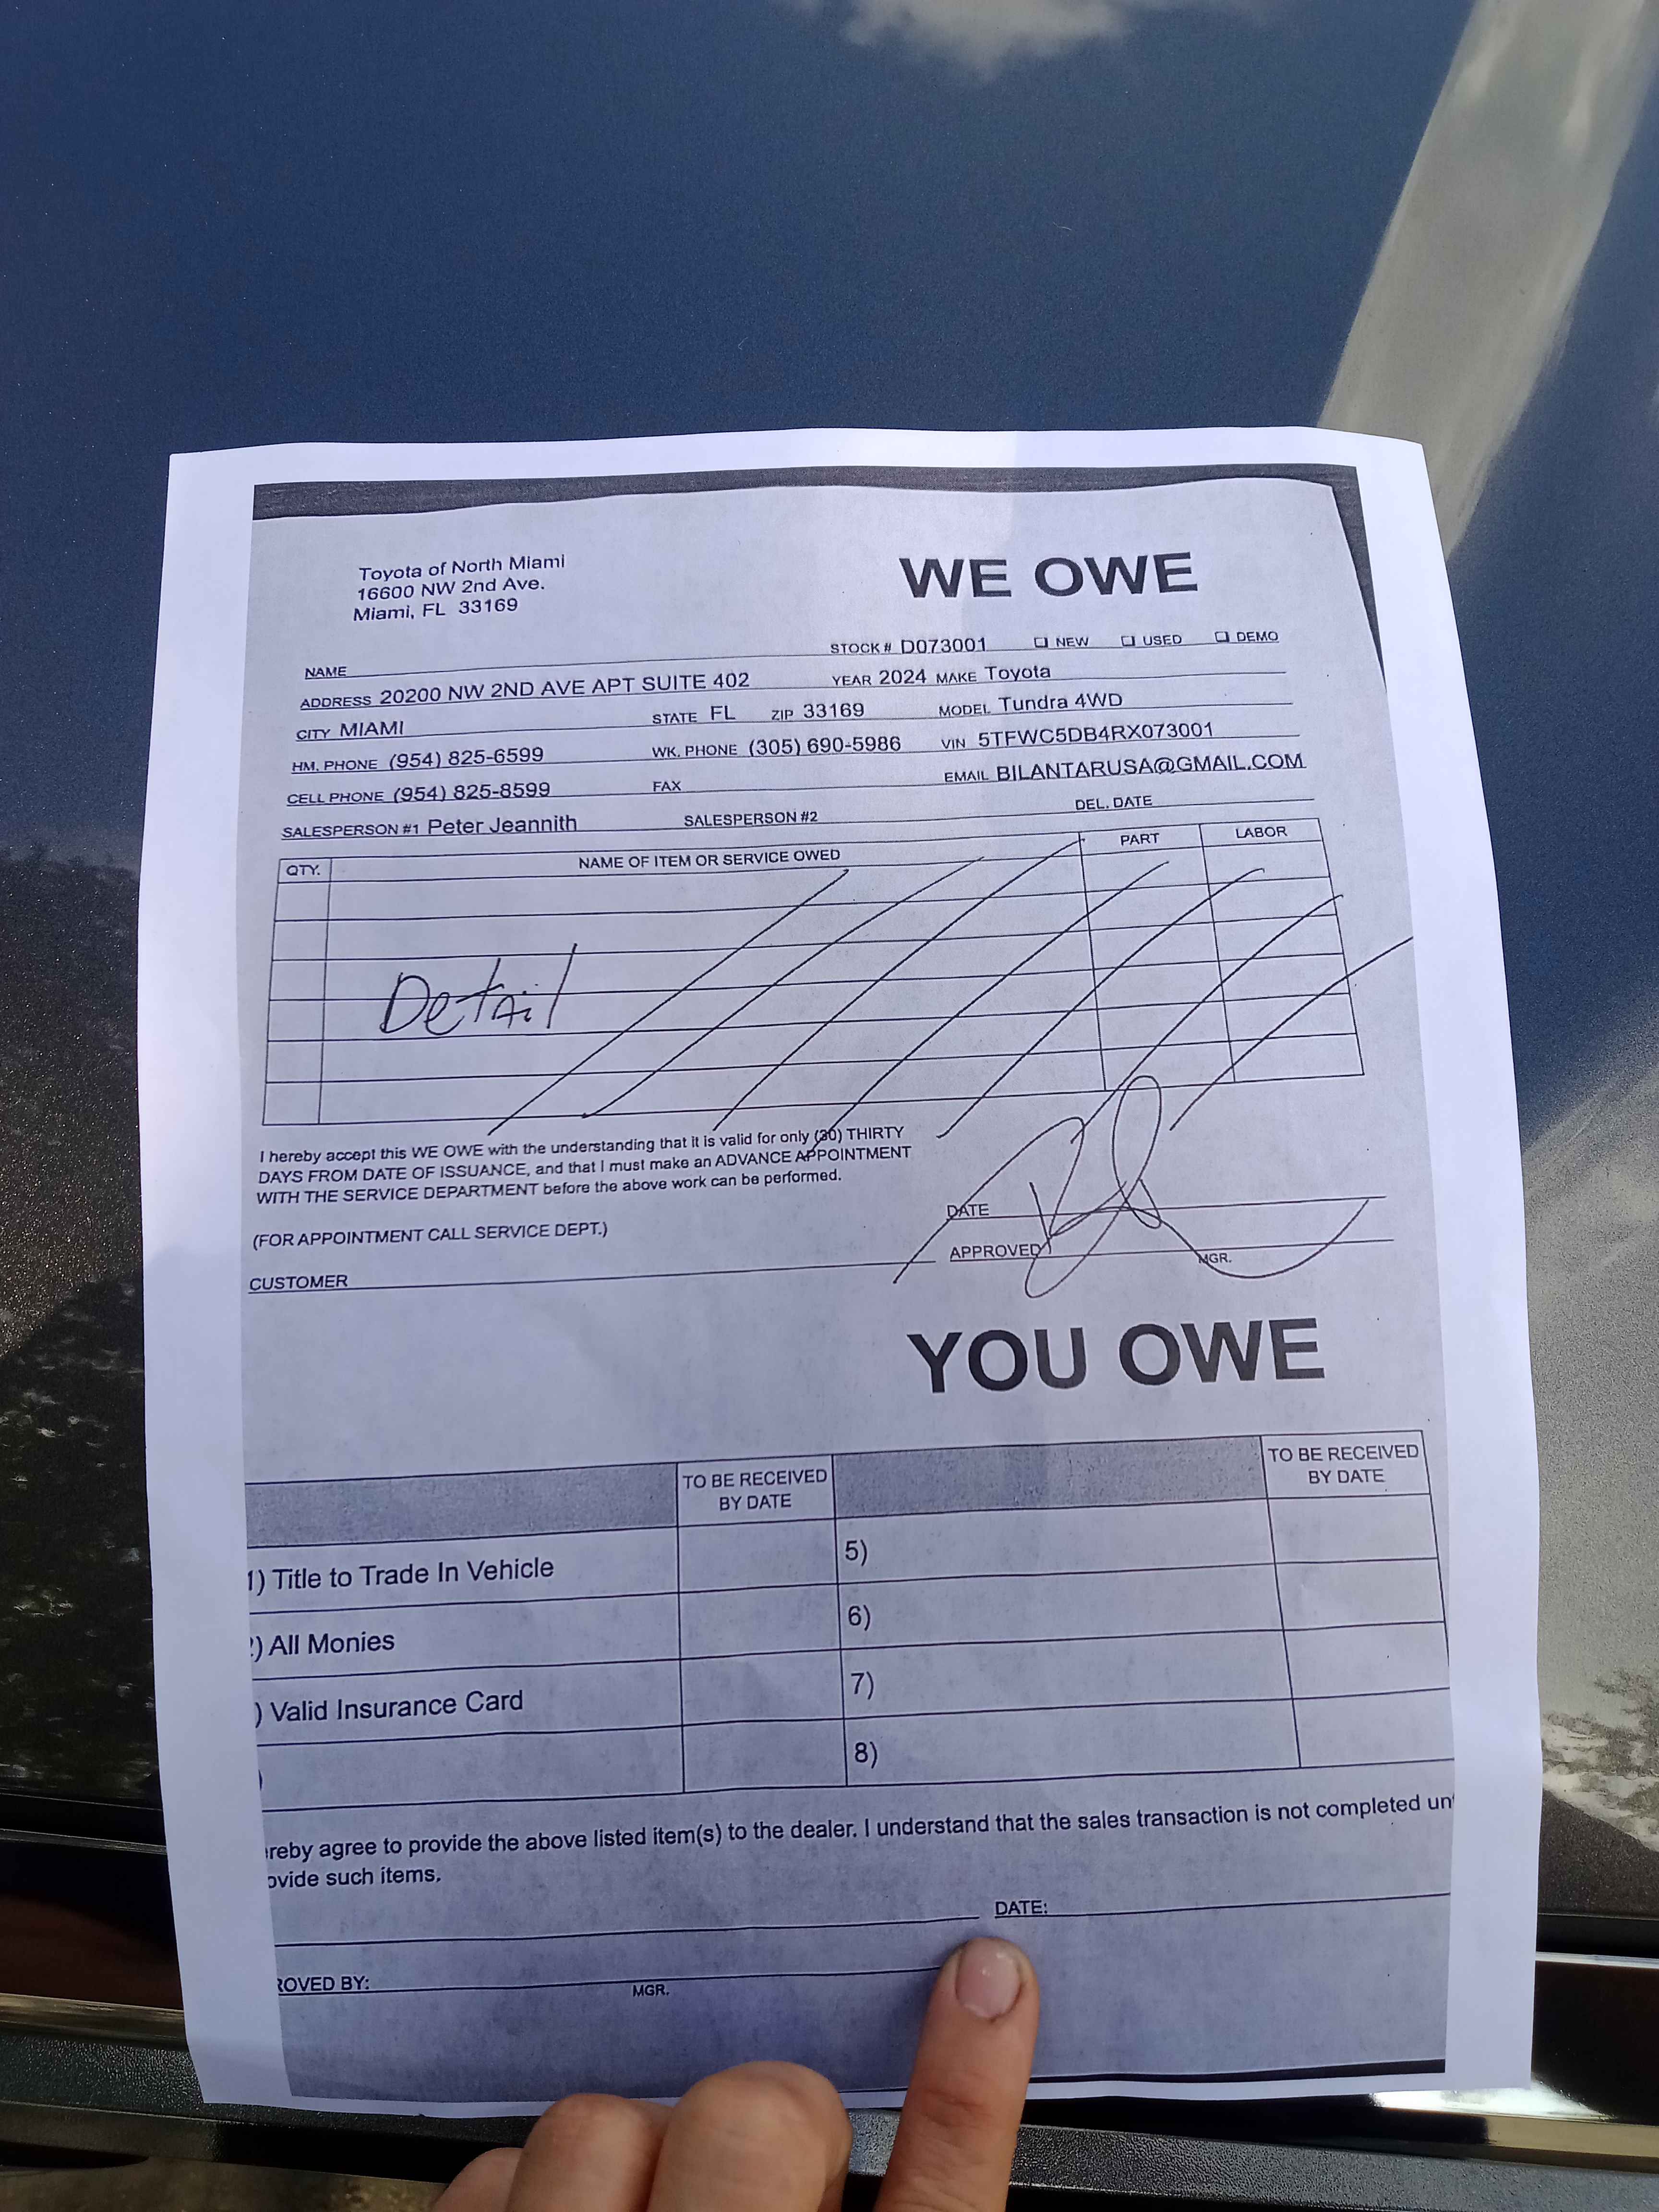 Toyota of North Miami
16600 NW 2nd Ave.
Miami, FL 33169
WE OWE
STOCK # D073001 ❑ NEW ❑ USED ❑ DEMO
NAME
ADDRESS 20200 NW 2ND AVE APT SUITE 402 YEAR 2024 MAKE Toyota
CITY MIAMI STATE FL ZIP 33169 MODEL Tundra 4WD
HM. PHONE (954) 825-6599 WK. PHONE (305) 690-5986 VIN 5TFWC5DB4RX073001
CELL PHONE (954) 825-8599 FAX EMAIL BILANTARUSA@GMAIL.COM
SALESPERSON #1 Peter Jeannith SALESPERSON #2 DEL. DATE
QTY. NAME OF ITEM OR SERVICE OWED PART LABOR
Detail
I hereby accept this WE OWE with the understanding that it is valid for only (30) THIRTY
DAYS FROM DATE OF ISSUANCE, and that I must make an ADVANCE APPOINTMENT
WITH THE SERVICE DEPARTMENT before the above work can be performed.
DATE
(FOR APPOINTMENT CALL SERVICE DEPT.)
APPROVED MGR.
CUSTOMER
YOU OWE
TO BE RECEIVED BY DATE TO BE RECEIVED BY DATE
1) Title to Trade In Vehicle 5)
) All Monies 6)
) Valid Insurance Card 7)
) 8)
reby agree to provide the above listed item(s) to the dealer. I understand that the sales transaction is not completed un
ovide such items.
DATE:
ROVED BY: MGR.